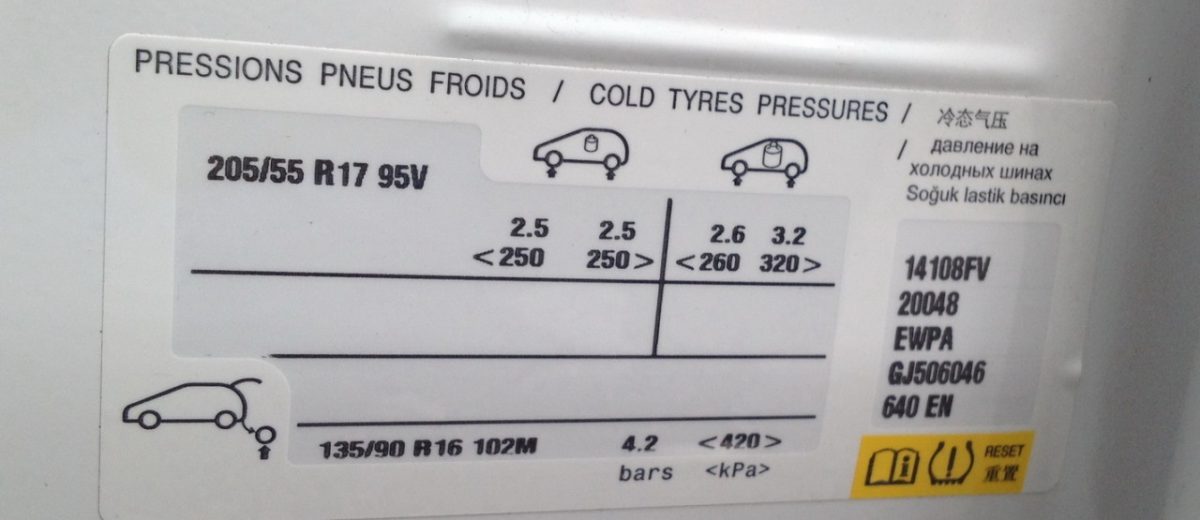 PRESSIONS PNEUS FROIDS / COLD TYRES PRESSURES / 冷态气压
/ давление на
холодных шинах
Soğuk lastik basıncı
205/55 R17 95V
2.5 2.5 2.6 3.2
<250 250> <260 320>
135/90 R16 102M 4.2 <420>
bars <kPa>
14108FV
20048
EWPA
GJ506046
640 EN
RESET
重置